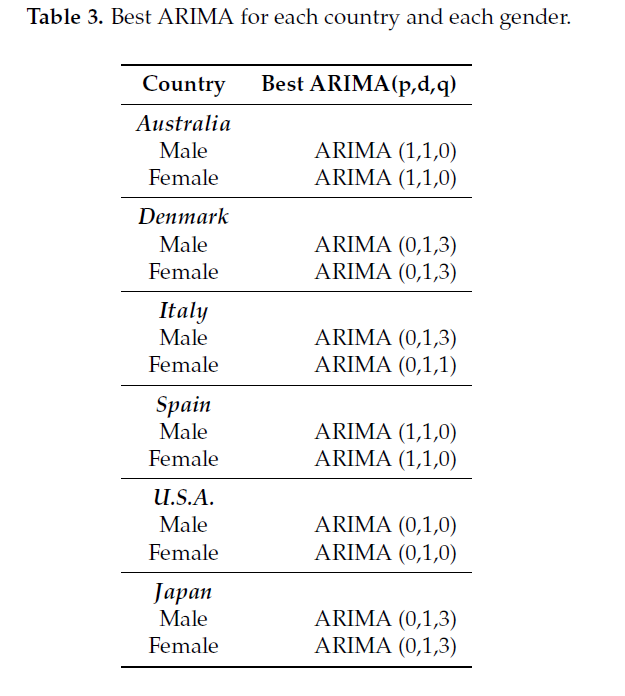 Table 3. Best ARIMA for each country and each gender.
Country Best ARIMA(p,d,q)
Australia
Male ARIMA (1,1,0)
Female ARIMA (1,1,0)
Denmark
Male ARIMA (0,1,3)
Female ARIMA (0,1,3)
Italy
Male ARIMA (0,1,3)
Female ARIMA (0,1,1)
Spain
Male ARIMA (1,1,0)
Female ARIMA (1,1,0)
U.S.A.
Male ARIMA (0,1,0)
Female ARIMA (0,1,0)
Japan
Male ARIMA (0,1,3)
Female ARIMA (0,1,3)